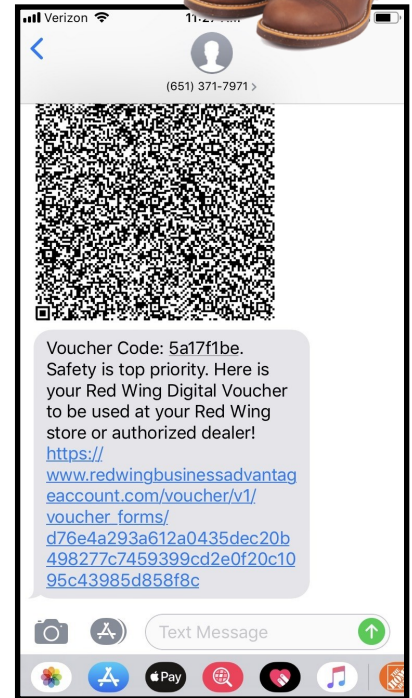 Verizon
(651) 371-7971 >
Voucher Code: 5a17f1be.
Safety is top priority. Here is
your Red Wing Digital Voucher
to be used at your Red Wing
store or authorized dealer!
https://
www.redwingbusinessadvantag
eaccount.com/voucher/v1/
voucher_forms/
d76e4a293a612a0435dec20b
498277c7459399cd2e0f20c10
95c43985d858f8c
Text Message
Pay